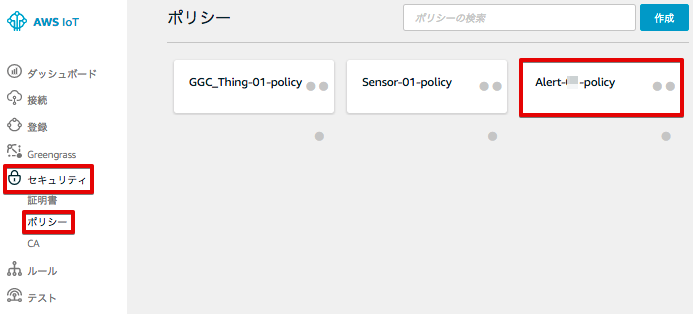 AWS IoT
ダッシュボード
接続
登録
Greengrass
セキュリティ
証明書
ポリシー
CA
ルール
テスト
ポリシー
ポリシーの検索
作成
GGC_Thing-01-policy
Sensor-01-policy
Alert- -policy